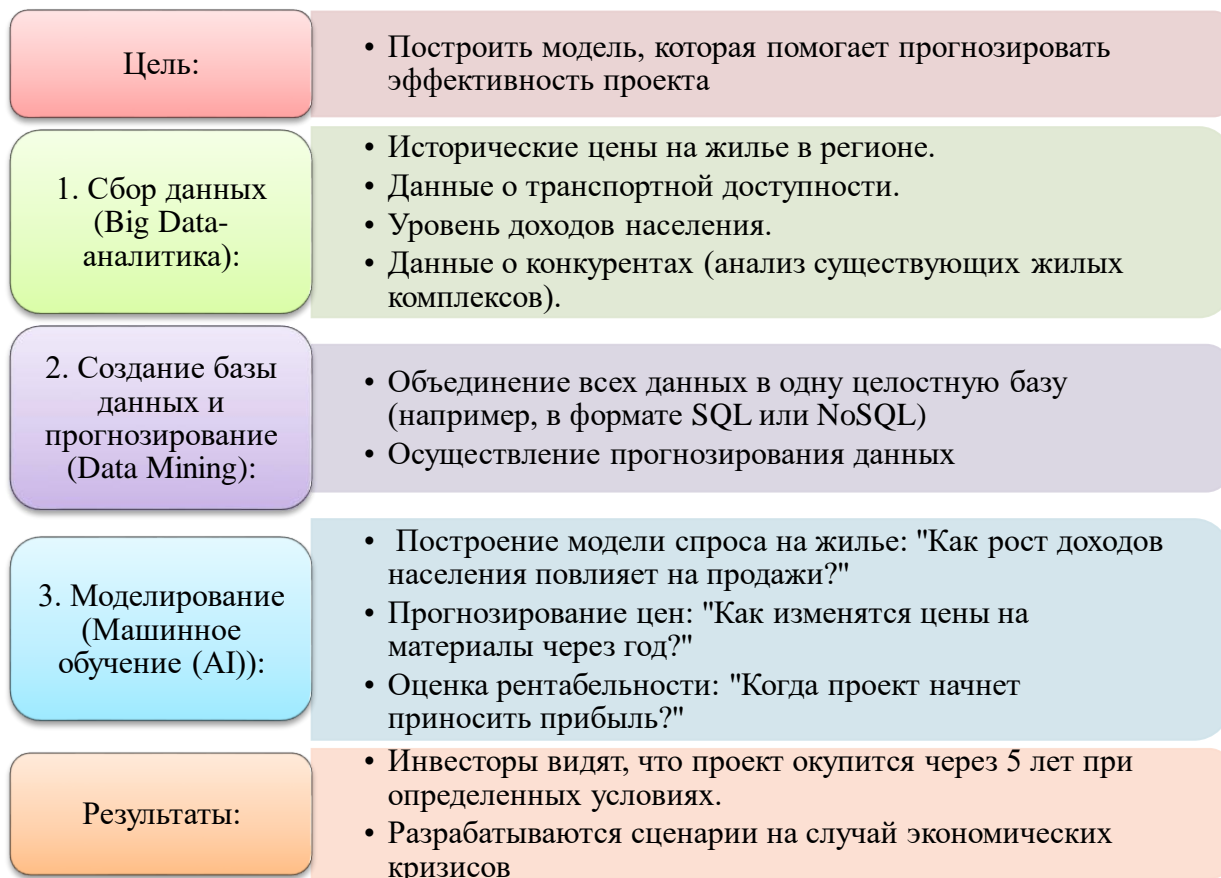 Цель:
• Построить модель, которая помогает прогнозировать
эффективность проекта
1. Сбор данных
(Big Data-
аналитика):
• Исторические цены на жилье в регионе.
• Данные о транспортной доступности.
• Уровень доходов населения.
• Данные о конкурентах (анализ существующих жилых
комплексов).
2. Создание базы
данных и
прогнозирование
(Data Mining):
• Объединение всех данных в одну целостную базу
(например, в формате SQL или NoSQL)
• Осуществление прогнозирования данных
3. Моделирование
(Машинное
обучение (AI)):
• Построение модели спроса на жилье: "Как рост доходов
населения повлияет на продажи?"
• Прогнозирование цен: "Как изменятся цены на
материалы через год?"
• Оценка рентабельности: "Когда проект начнет
приносить прибыль?"
Результаты:
• Инвесторы видят, что проект окупится через 5 лет при
определенных условиях.
• Разрабатываются сценарии на случай экономических
кризисов